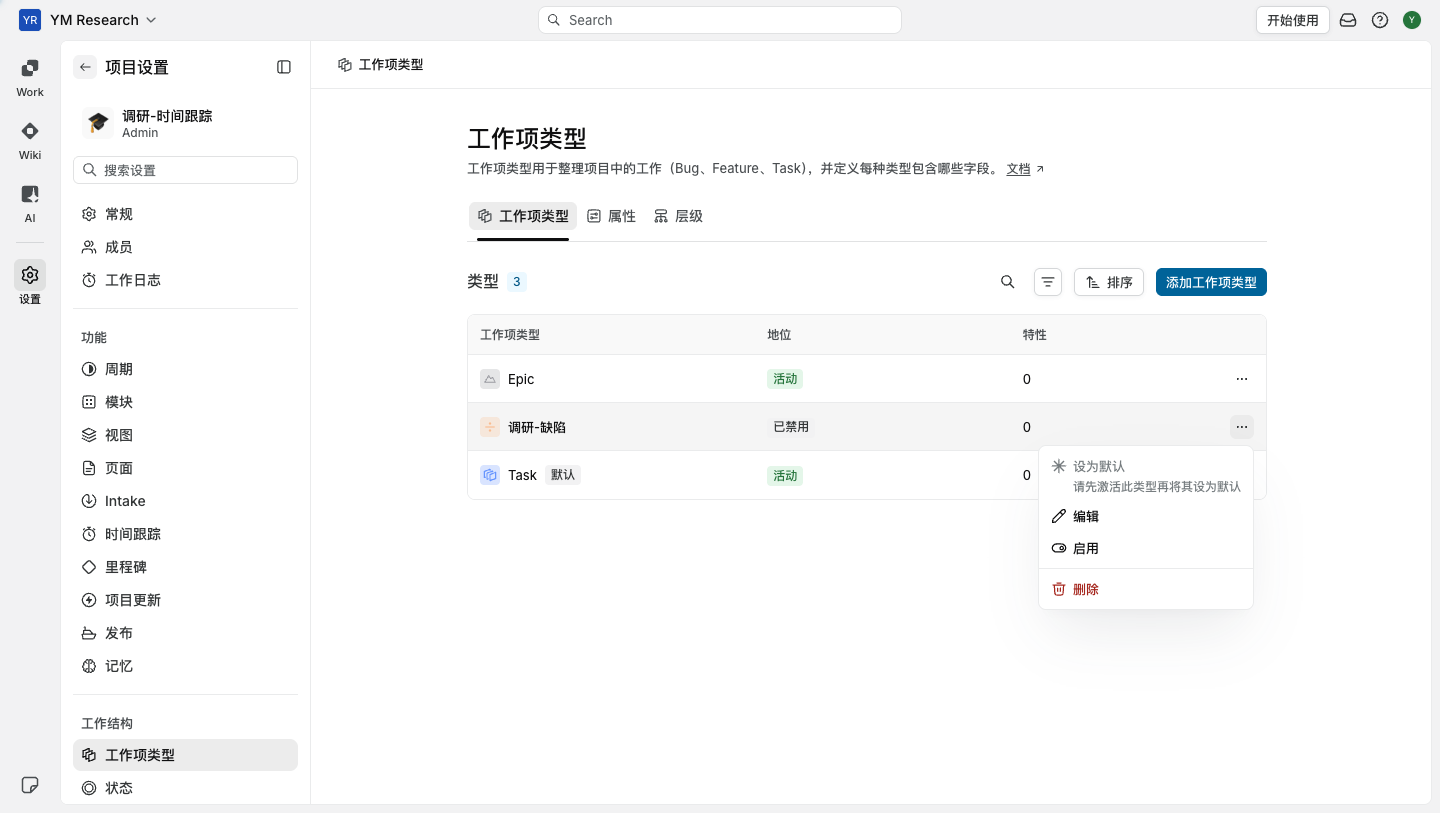 YR YM Research
Search
开始使用
Y
Work
Wiki
AI
设置
项目设置
调研-时间跟踪
Admin
搜索设置
常规
成员
工作日志
功能
周期
模块
视图
页面
Intake
时间跟踪
里程碑
项目更新
发布
记忆
工作结构
工作项类型
状态
工作项类型
工作项类型
工作项类型用于整理项目中的工作（Bug、Feature、Task)，并定义每种类型包含哪些字段。 文档
工作项类型 属性 层级
类型 3
排序
添加工作项类型
工作项类型 地位 特性
Epic 活动 0
调研-缺陷 已禁用 0
Task 默认 活动 0
设为默认
请先激活此类型再将其设为默认
编辑
启用
删除